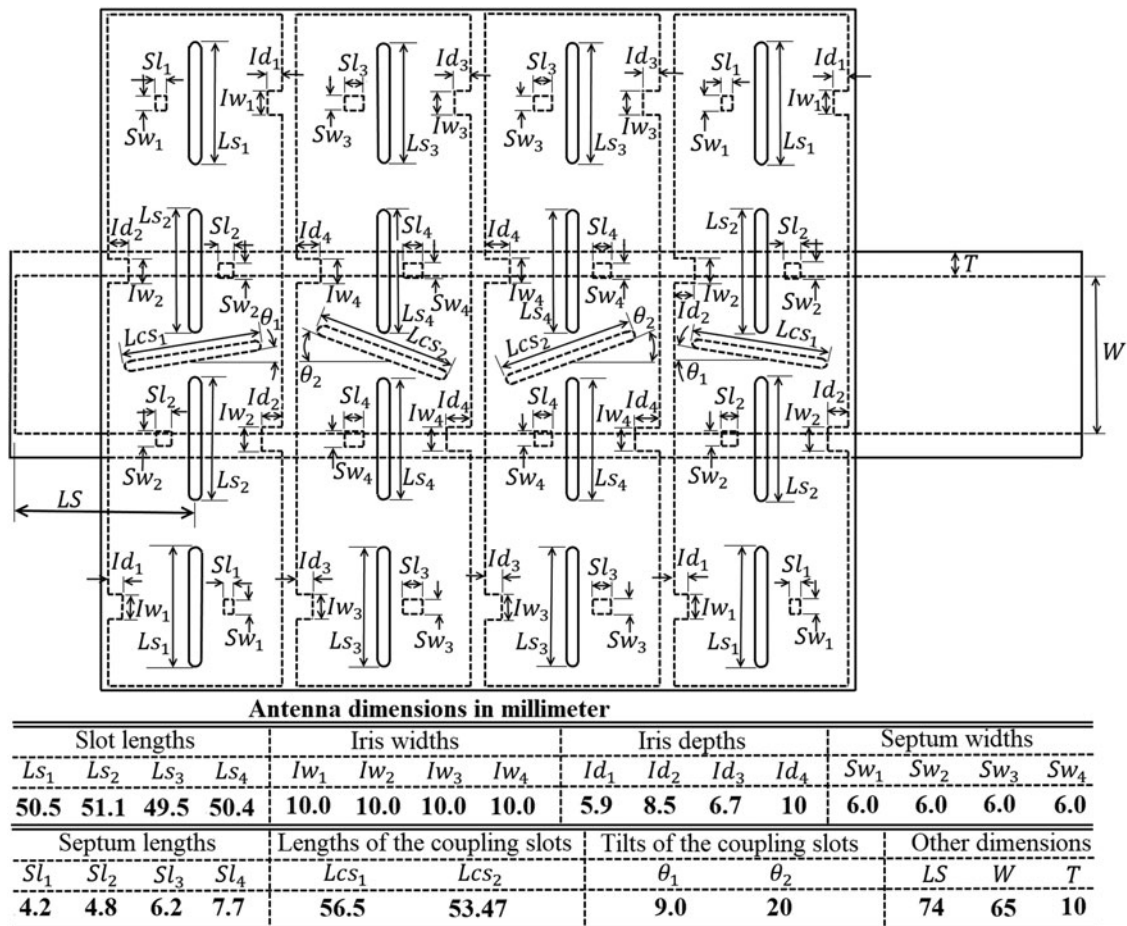 Sl₁ Id₁ Sl₃ Id₃ Sl₃ Id₃ Sl₁ Id₁
Iw₁ Iw₃ Iw₃ Iw₁
Sw₁ Ls₁ Sw₃ Ls₃ Sw₃ Ls₃ Sw₁ Ls₁
Id₂ Ls₂ Sl₂ Id₄ Sl₄ Id₄ Sl₄ Ls₂ Sl₂
T
Iw₂ Sw₂ Iw₄ Sw₄ Iw₄ Sw₄ Iw₂ Sw₂
Ls₄ Ls₄ Id₂
Lcs₁ θ₁ Lcs₂ Lcs₂ θ₂ Lcs₁
W
θ₂ θ₁
Sl₂ Iw₂ Id₂ Sl₄ Iw₄ Id₄ Sl₄ Iw₄ Id₄ Sl₂ Iw₂ Id₂
Sw₂ Ls₂ Sw₄ Ls₄ Sw₄ Ls₄ Sw₂ Ls₂
LS
Id₁ Sl₁ Id₃ Sl₃ Id₃ Sl₃ Id₁ Sl₁
Iw₁ Iw₃ Iw₃ Iw₁
Ls₁ Sw₁ Ls₃ Sw₃ Ls₃ Sw₃ Ls₁ Sw₁
Antenna dimensions in millimeter
Slot lengths Iris widths Iris depths Septum widths
Ls₁ Ls₂ Ls₃ Ls₄ Iw₁ Iw₂ Iw₃ Iw₄ Id₁ Id₂ Id₃ Id₄ Sw₁ Sw₂ Sw₃ Sw₄
50.5 51.1 49.5 50.4 10.0 10.0 10.0 10.0 5.9 8.5 6.7 10 6.0 6.0 6.0 6.0
Septum lengths Lengths of the coupling slots Tilts of the coupling slots Other dimensions
Sl₁ Sl₂ Sl₃ Sl₄ Lcs₁ Lcs₂ θ₁ θ₂ LS W T
4.2 4.8 6.2 7.7 56.5 53.47 9.0 20 74 65 10